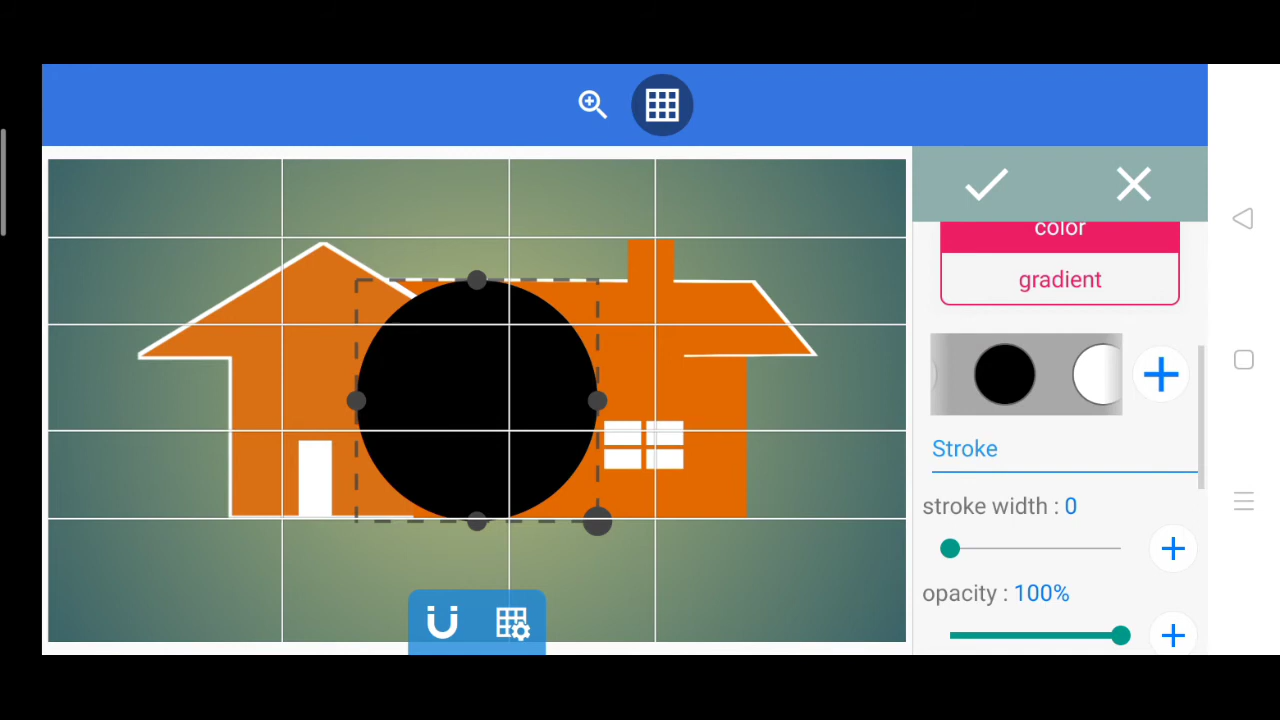 color
gradient
Stroke
stroke width : 0
opacity : 100%